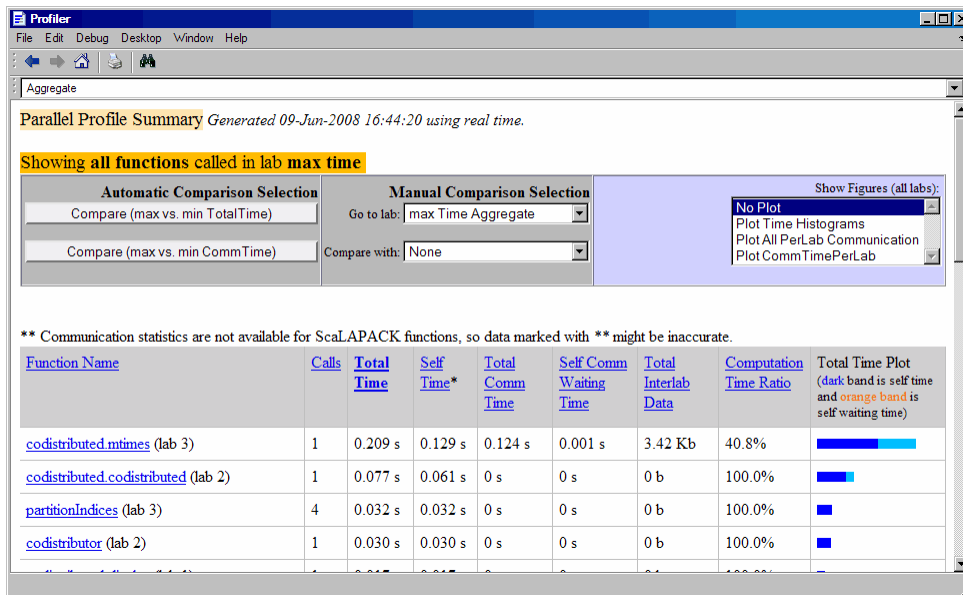 Profiler
File Edit Debug Desktop Window Help
Aggregate
Parallel Profile Summary Generated 09-Jun-2008 16:44:20 using real time.
Showing all functions called in lab max time
Automatic Comparison Selection
Compare (max vs. min TotalTime)
Compare (max vs. min CommTime)
Manual Comparison Selection
Go to lab: max Time Aggregate
Compare with: None
Show Figures (all labs):
No Plot
Plot Time Histograms
Plot All PerLab Communication
Plot CommTimePerLab
** Communication statistics are not available for ScaLAPACK functions, so data marked with ** might be inaccurate.
Function Name
Calls
Total
Time
Self
Time*
Total
Comm
Time
Self Comm
Waiting
Time
Total
Interlab
Data
Computation
Time Ratio
Total Time Plot
(dark band is self time
and orange band is
self waiting time)
codistributed.mtimes (lab 3) 1 0.209 s 0.129 s 0.124 s 0.001 s 3.42 Kb 40.8%
codistributed.codistributed (lab 2) 1 0.077 s 0.061 s 0 s 0 s 0 b 100.0%
partitionIndices (lab 3) 4 0.032 s 0.032 s 0 s 0 s 0 b 100.0%
codistributor (lab 2) 1 0.030 s 0.030 s 0 s 0 s 0 b 100.0%